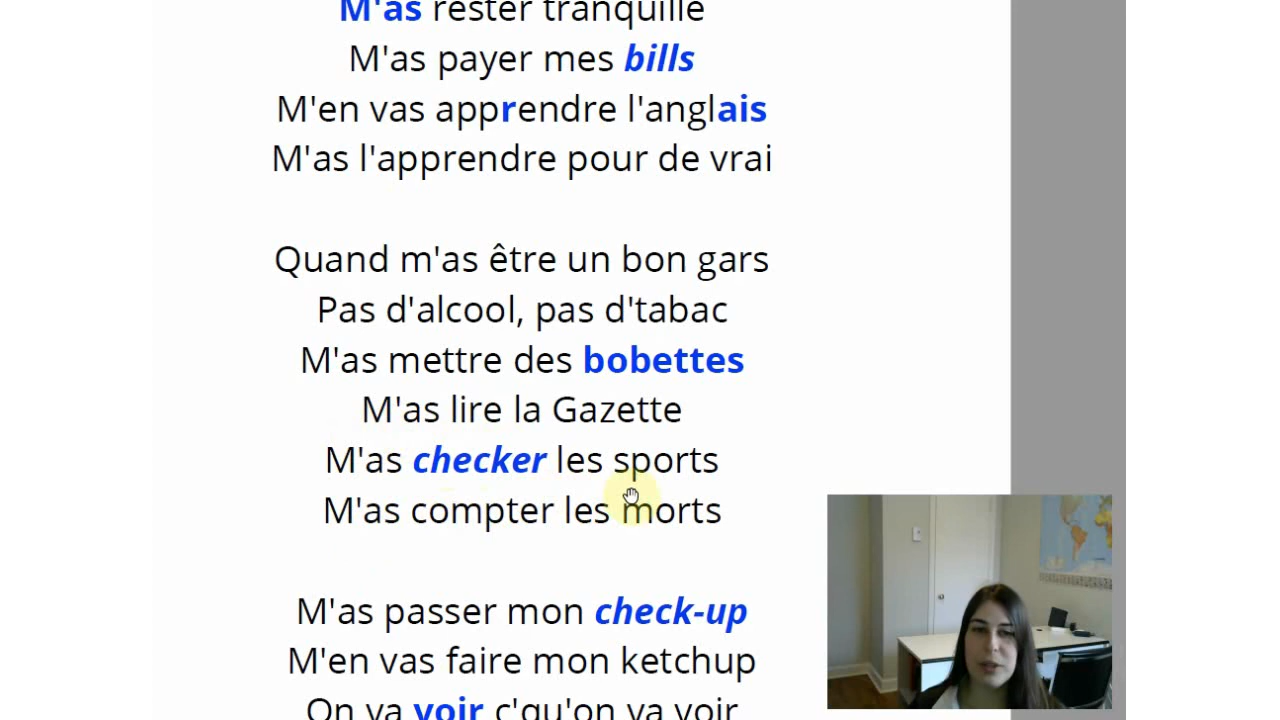 M'as rester tranquille
M'as payer mes bills
M'en vas apprendre l'anglais
M'as l'apprendre pour de vrai
Quand m'as être un bon gars
Pas d'alcool, pas d'tabac
M'as mettre des bobettes
M'as lire la Gazette
M'as checker les sports
M'as compter les morts
M'as passer mon check-up
M'en vas faire mon ketchup
On va voir c'qu'on va voir